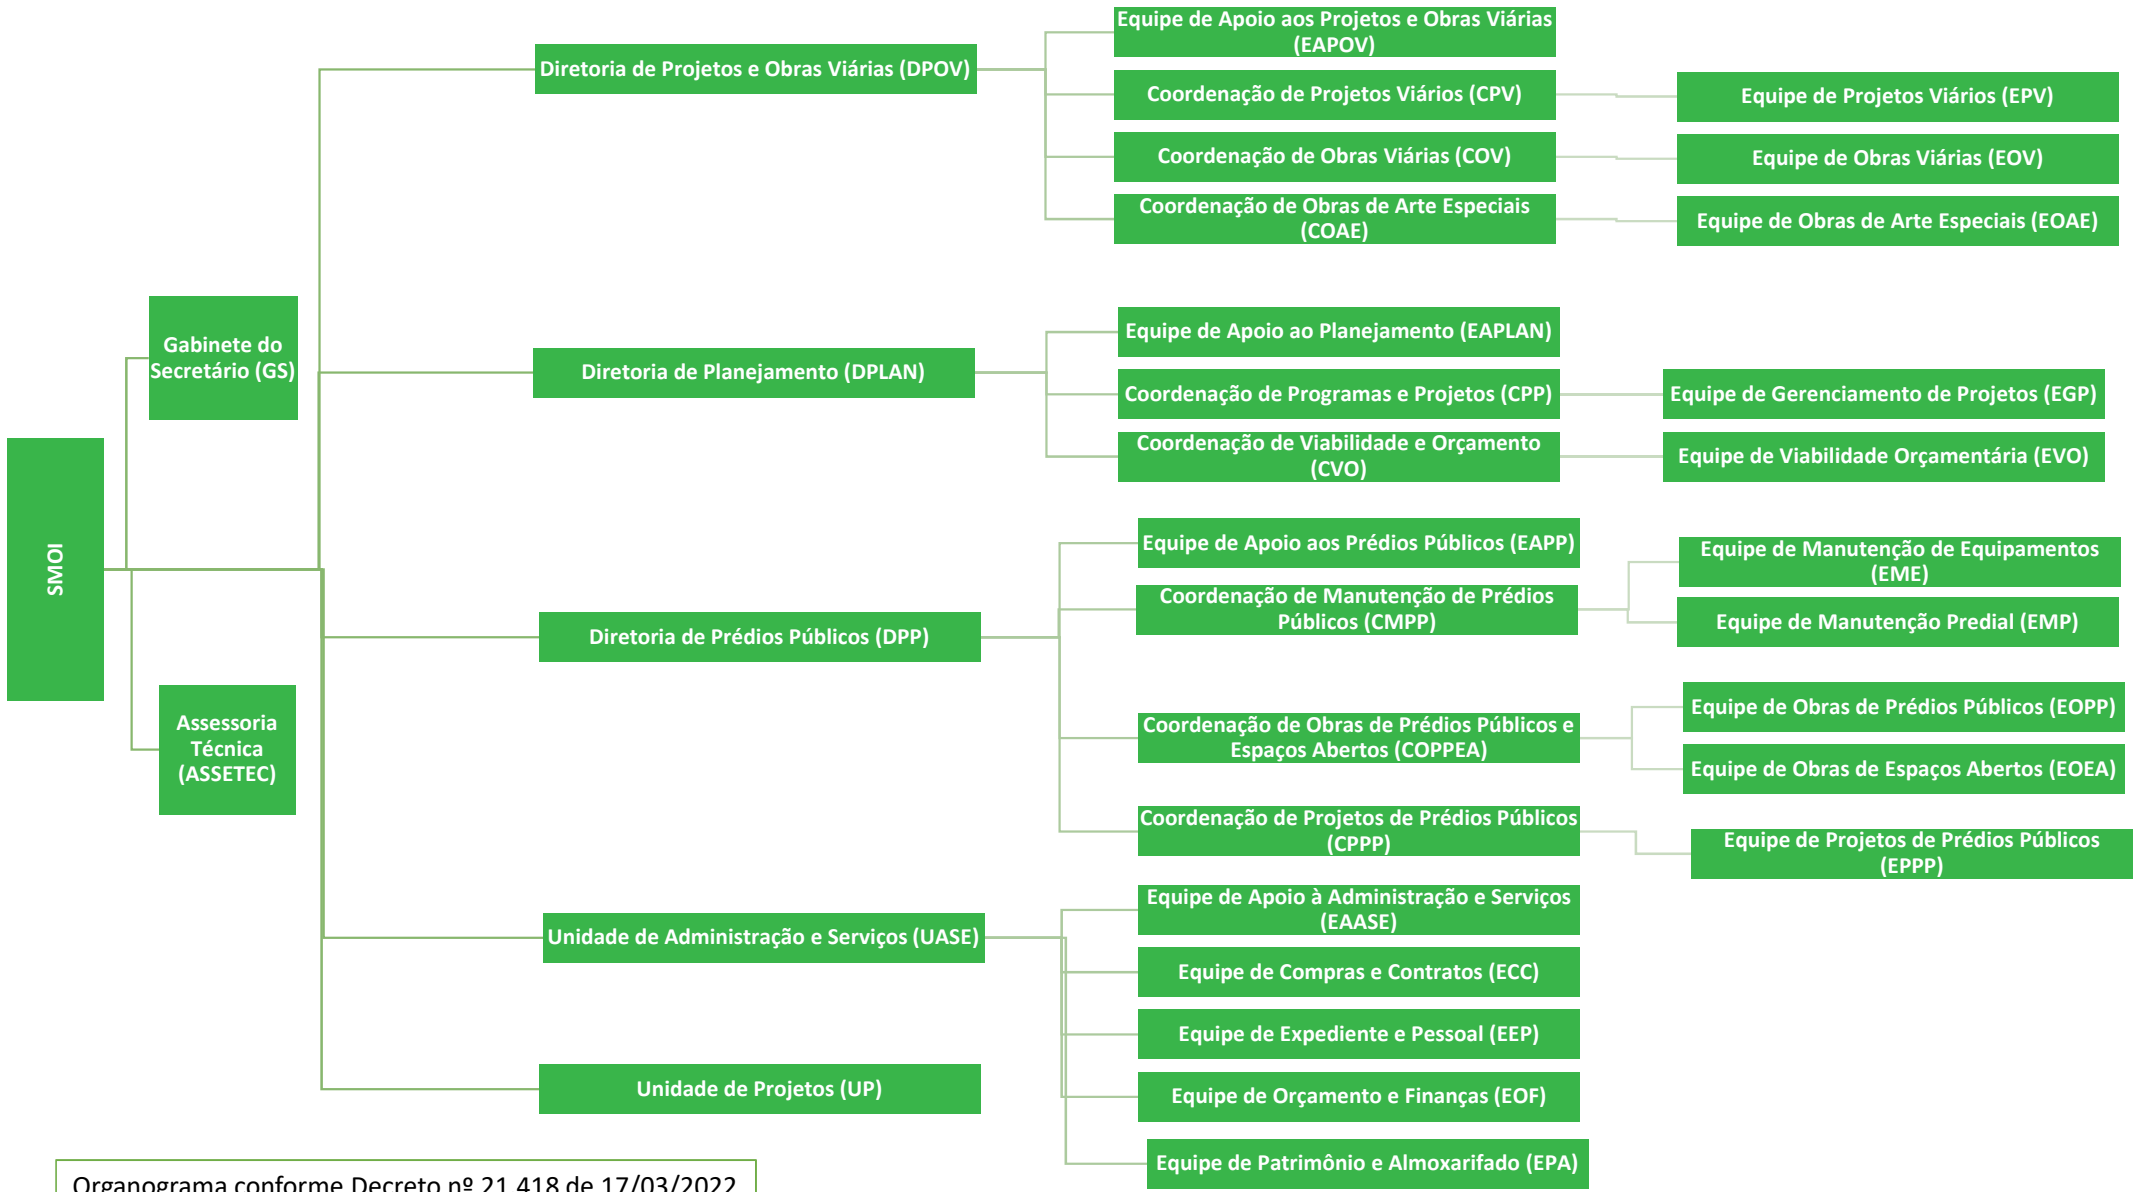 SMOI
Gabinete do
Secretário (GS)
Assessoria
Técnica
(ASSETEC)
Diretoria de Projetos e Obras Viárias (DPOV)
Equipe de Apoio aos Projetos e Obras Viárias
(EAPOV)
Coordenação de Projetos Viários (CPV)
Equipe de Projetos Viários (EPV)
Coordenação de Obras Viárias (COV)
Equipe de Obras Viárias (EOV)
Coordenação de Obras de Arte Especiais
(COAE)
Equipe de Obras de Arte Especiais (EOAE)
Diretoria de Planejamento (DPLAN)
Equipe de Apoio ao Planejamento (EAPLAN)
Coordenação de Programas e Projetos (CPP)
Equipe de Gerenciamento de Projetos (EGP)
Coordenação de Viabilidade e Orçamento
(CVO)
Equipe de Viabilidade Orçamentária (EVO)
Diretoria de Prédios Públicos (DPP)
Equipe de Apoio aos Prédios Públicos (EAPP)
Coordenação de Manutenção de Prédios
Públicos (CMPP)
Equipe de Manutenção de Equipamentos
(EME)
Equipe de Manutenção Predial (EMP)
Coordenação de Obras de Prédios Públicos e
Espaços Abertos (COPPEA)
Equipe de Obras de Prédios Públicos (EOPP)
Equipe de Obras de Espaços Abertos (EOEA)
Coordenação de Projetos de Prédios Públicos
(CPPP)
Equipe de Projetos de Prédios Públicos
(EPPP)
Unidade de Administração e Serviços (UASE)
Equipe de Apoio à Administração e Serviços
(EAASE)
Equipe de Compras e Contratos (ECC)
Equipe de Expediente e Pessoal (EEP)
Equipe de Orçamento e Finanças (EOF)
Equipe de Patrimônio e Almoxarifado (EPA)
Unidade de Projetos (UP)
Organograma conforme Decreto nº 21.418 de 17/03/2022